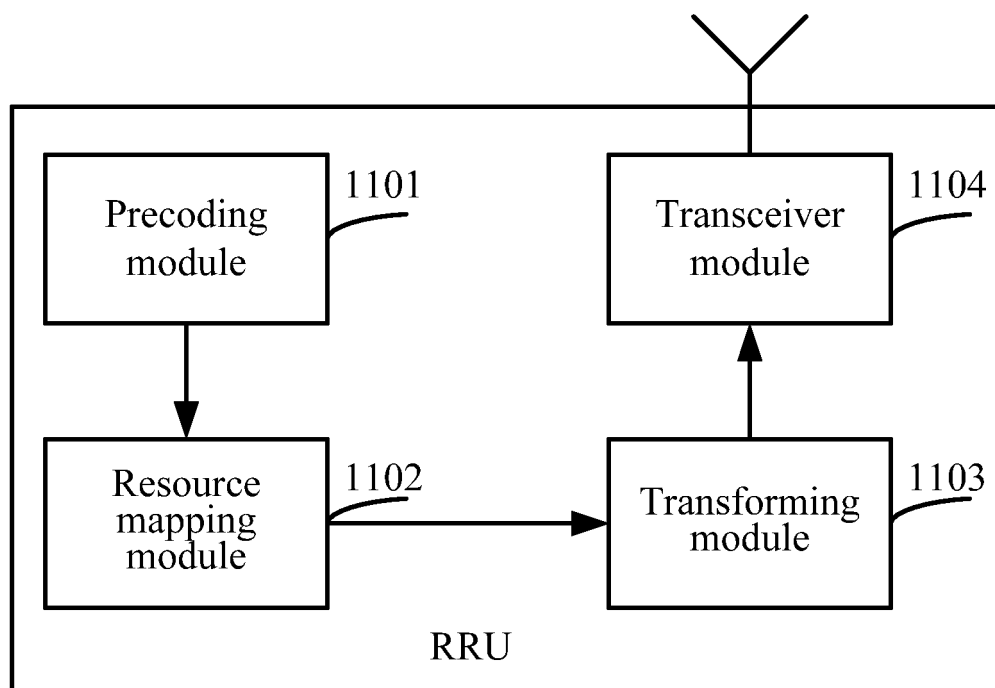 1101
Precoding
module
1104
Transceiver
module
1102
Resource
mapping
module
1103
Transforming
module
RRU